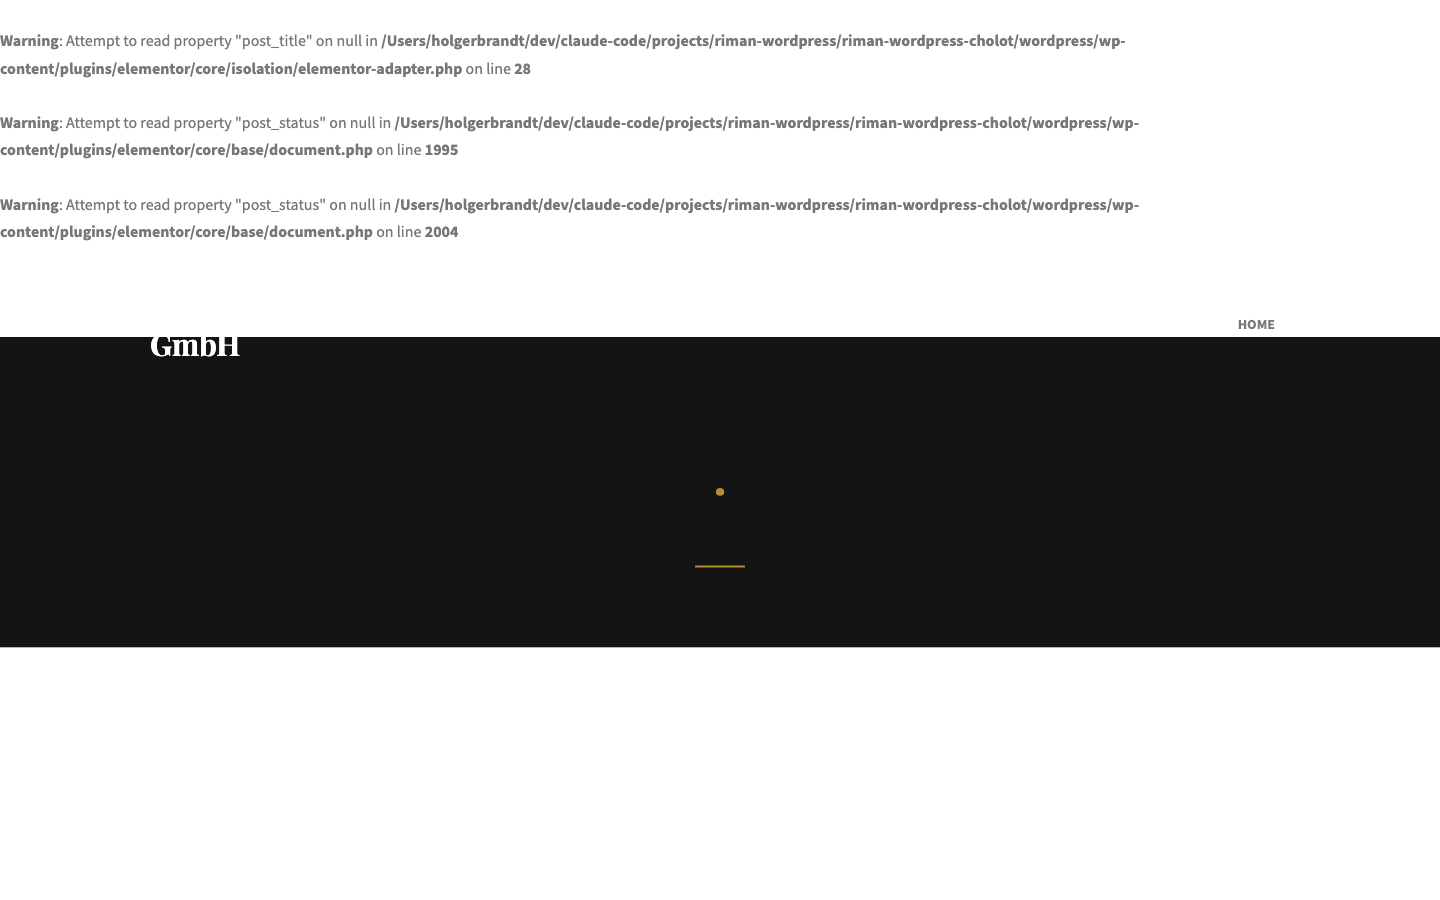 Warning: Attempt to read property "post_title" on null in /Users/holgerbrandt/dev/claude-code/projects/riman-wordpress/riman-wordpress-cholot/wordpress/wp-
content/plugins/elementor/core/isolation/elementor-adapter.php on line 28
Warning: Attempt to read property "post_status" on null in /Users/holgerbrandt/dev/claude-code/projects/riman-wordpress/riman-wordpress-cholot/wordpress/wp-
content/plugins/elementor/core/base/document.php on line 1995
Warning: Attempt to read property "post_status" on null in /Users/holgerbrandt/dev/claude-code/projects/riman-wordpress/riman-wordpress-cholot/wordpress/wp-
content/plugins/elementor/core/base/document.php on line 2004
HOME
GmbH